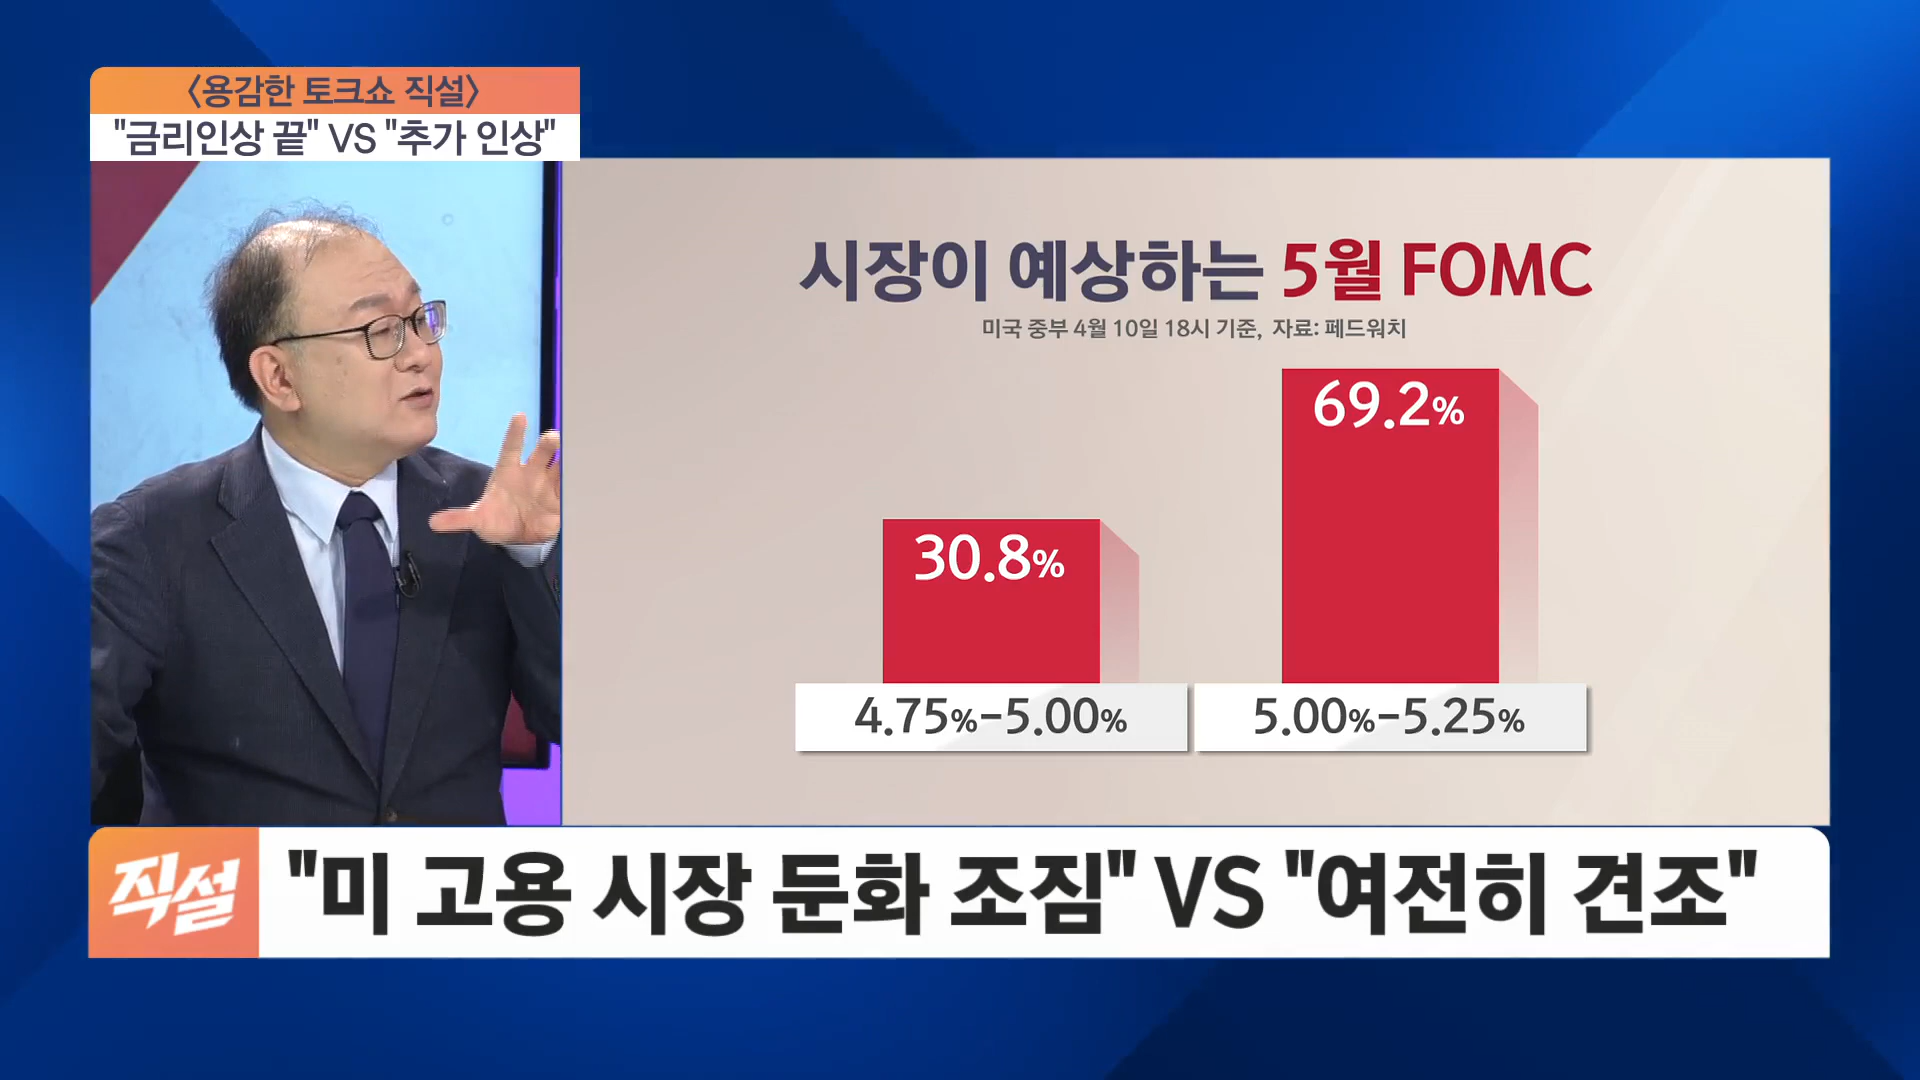 〈용감한 토크쇼 직설〉
"금리인상 끝" VS "추가 인상"
시장이 예상하는 5월 FOMC
미국 중부 4월 10일 18시 기준, 자료: 페드워치
69.2%
30.8%
4.75%-5.00%
5.00%-5.25%
직설
"미 고용 시장 둔화 조짐" VS "여전히 견조"